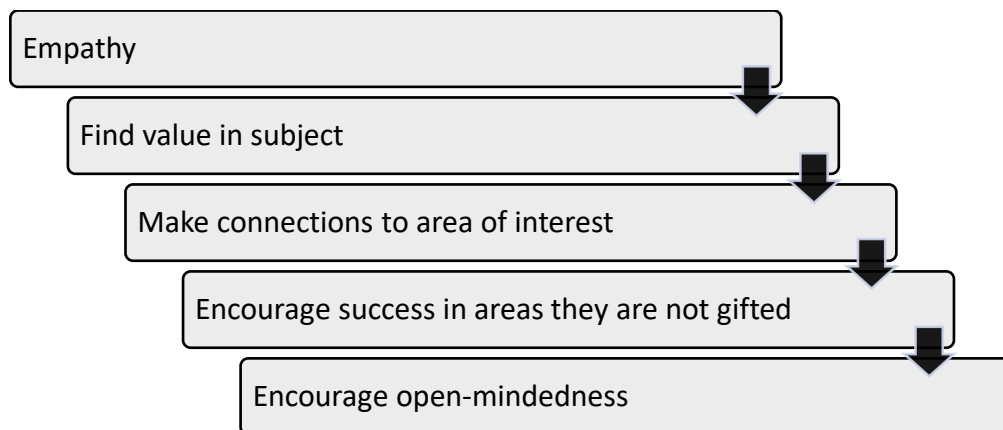 Empathy
Find value in subject
Make connections to area of interest
Encourage success in areas they are not gifted
Encourage open-mindedness